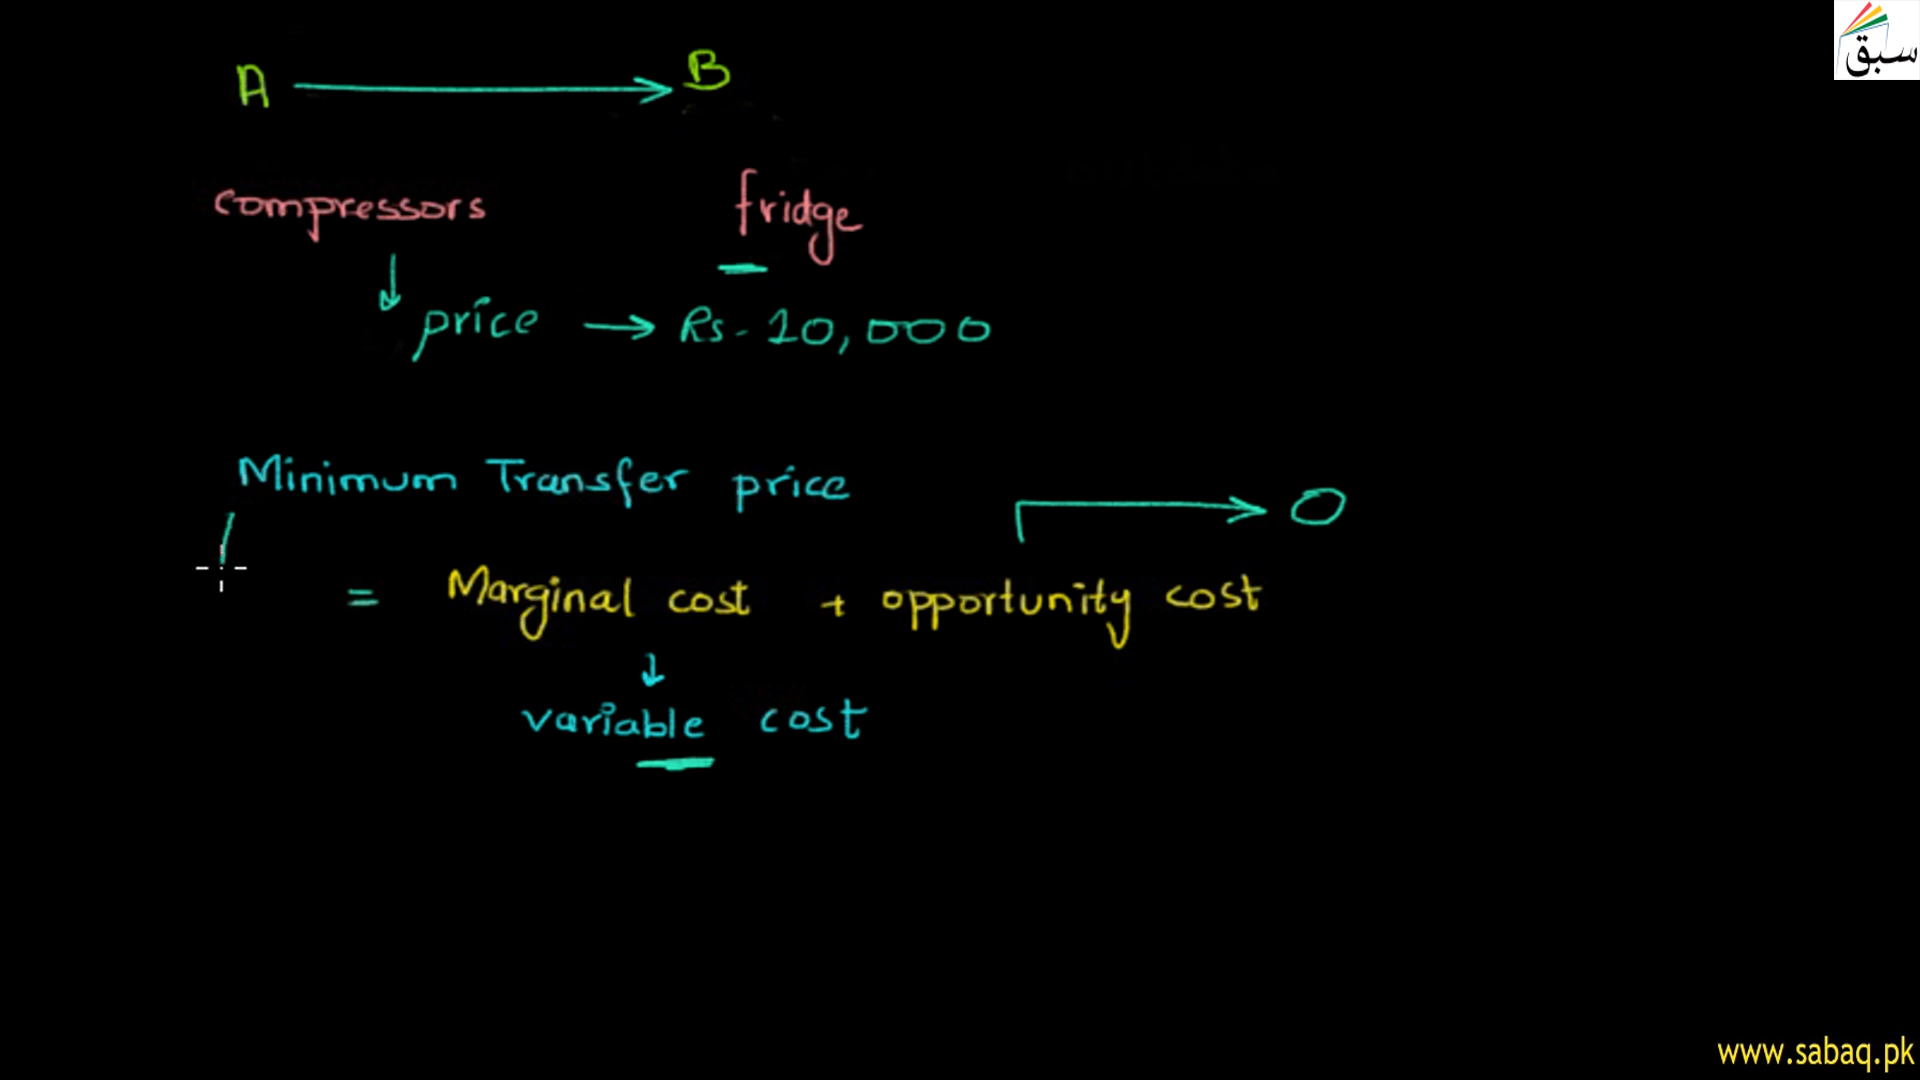 سبق
A → B
compressors fridge
↓ price → Rs - 10,000
Minimum Transfer price
→ 0
= Marginal cost + opportunity cost
↓
variable cost
www.sabaq.pk